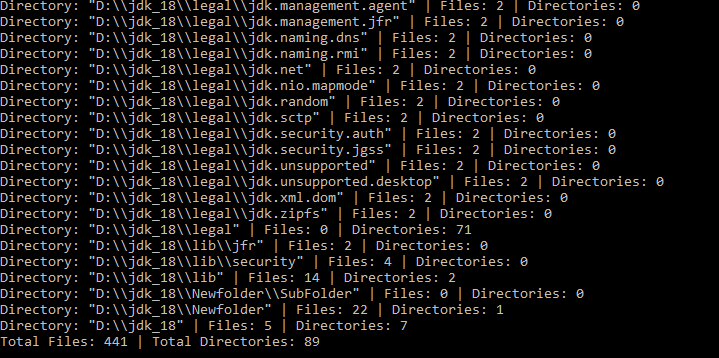 Directory: "D:\\jdk_18\\legal\\jdk.management.agent" | Files: 2 | Directories: 0
Directory: "D:\\jdk_18\\legal\\jdk.management.jfr" | Files: 2 | Directories: 0
Directory: "D:\\jdk_18\\legal\\jdk.naming.dns" | Files: 2 | Directories: 0
Directory: "D:\\jdk_18\\legal\\jdk.naming.rmi" | Files: 2 | Directories: 0
Directory: "D:\\jdk_18\\legal\\jdk.net" | Files: 2 | Directories: 0
Directory: "D:\\jdk_18\\legal\\jdk.nio.mapmode" | Files: 2 | Directories: 0
Directory: "D:\\jdk_18\\legal\\jdk.random" | Files: 2 | Directories: 0
Directory: "D:\\jdk_18\\legal\\jdk.sctp" | Files: 2 | Directories: 0
Directory: "D:\\jdk_18\\legal\\jdk.security.auth" | Files: 2 | Directories: 0
Directory: "D:\\jdk_18\\legal\\jdk.security.jgss" | Files: 2 | Directories: 0
Directory: "D:\\jdk_18\\legal\\jdk.unsupported" | Files: 2 | Directories: 0
Directory: "D:\\jdk_18\\legal\\jdk.unsupported.desktop" | Files: 2 | Directories: 0
Directory: "D:\\jdk_18\\legal\\jdk.xml.dom" | Files: 2 | Directories: 0
Directory: "D:\\jdk_18\\legal\\jdk.zipfs" | Files: 2 | Directories: 0
Directory: "D:\\jdk_18\\legal" | Files: 0 | Directories: 71
Directory: "D:\\jdk_18\\lib\\jfr" | Files: 2 | Directories: 0
Directory: "D:\\jdk_18\\lib\\security" | Files: 4 | Directories: 0
Directory: "D:\\jdk_18\\lib" | Files: 14 | Directories: 2
Directory: "D:\\jdk_18\\Newfolder\\SubFolder" | Files: 0 | Directories: 0
Directory: "D:\\jdk_18\\Newfolder" | Files: 22 | Directories: 1
Directory: "D:\\jdk_18" | Files: 5 | Directories: 7
Total Files: 441 | Total Directories: 89